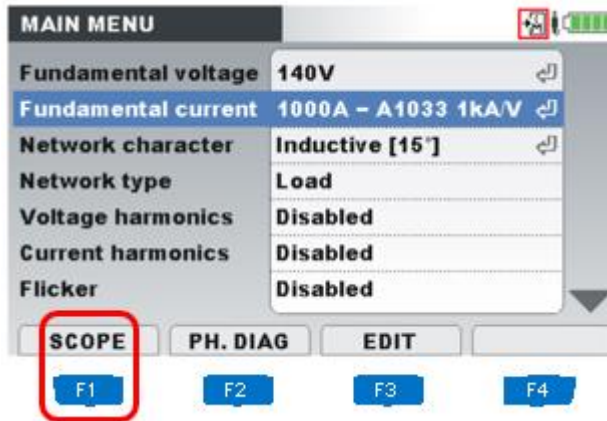 MAIN MENU
Fundamental voltage 140V
Fundamental current 1000A – A1033 1kA/V
Network character Inductive [15°]
Network type Load
Voltage harmonics Disabled
Current harmonics Disabled
Flicker Disabled
SCOPE PH. DIAG EDIT
F1 F2 F3 F4